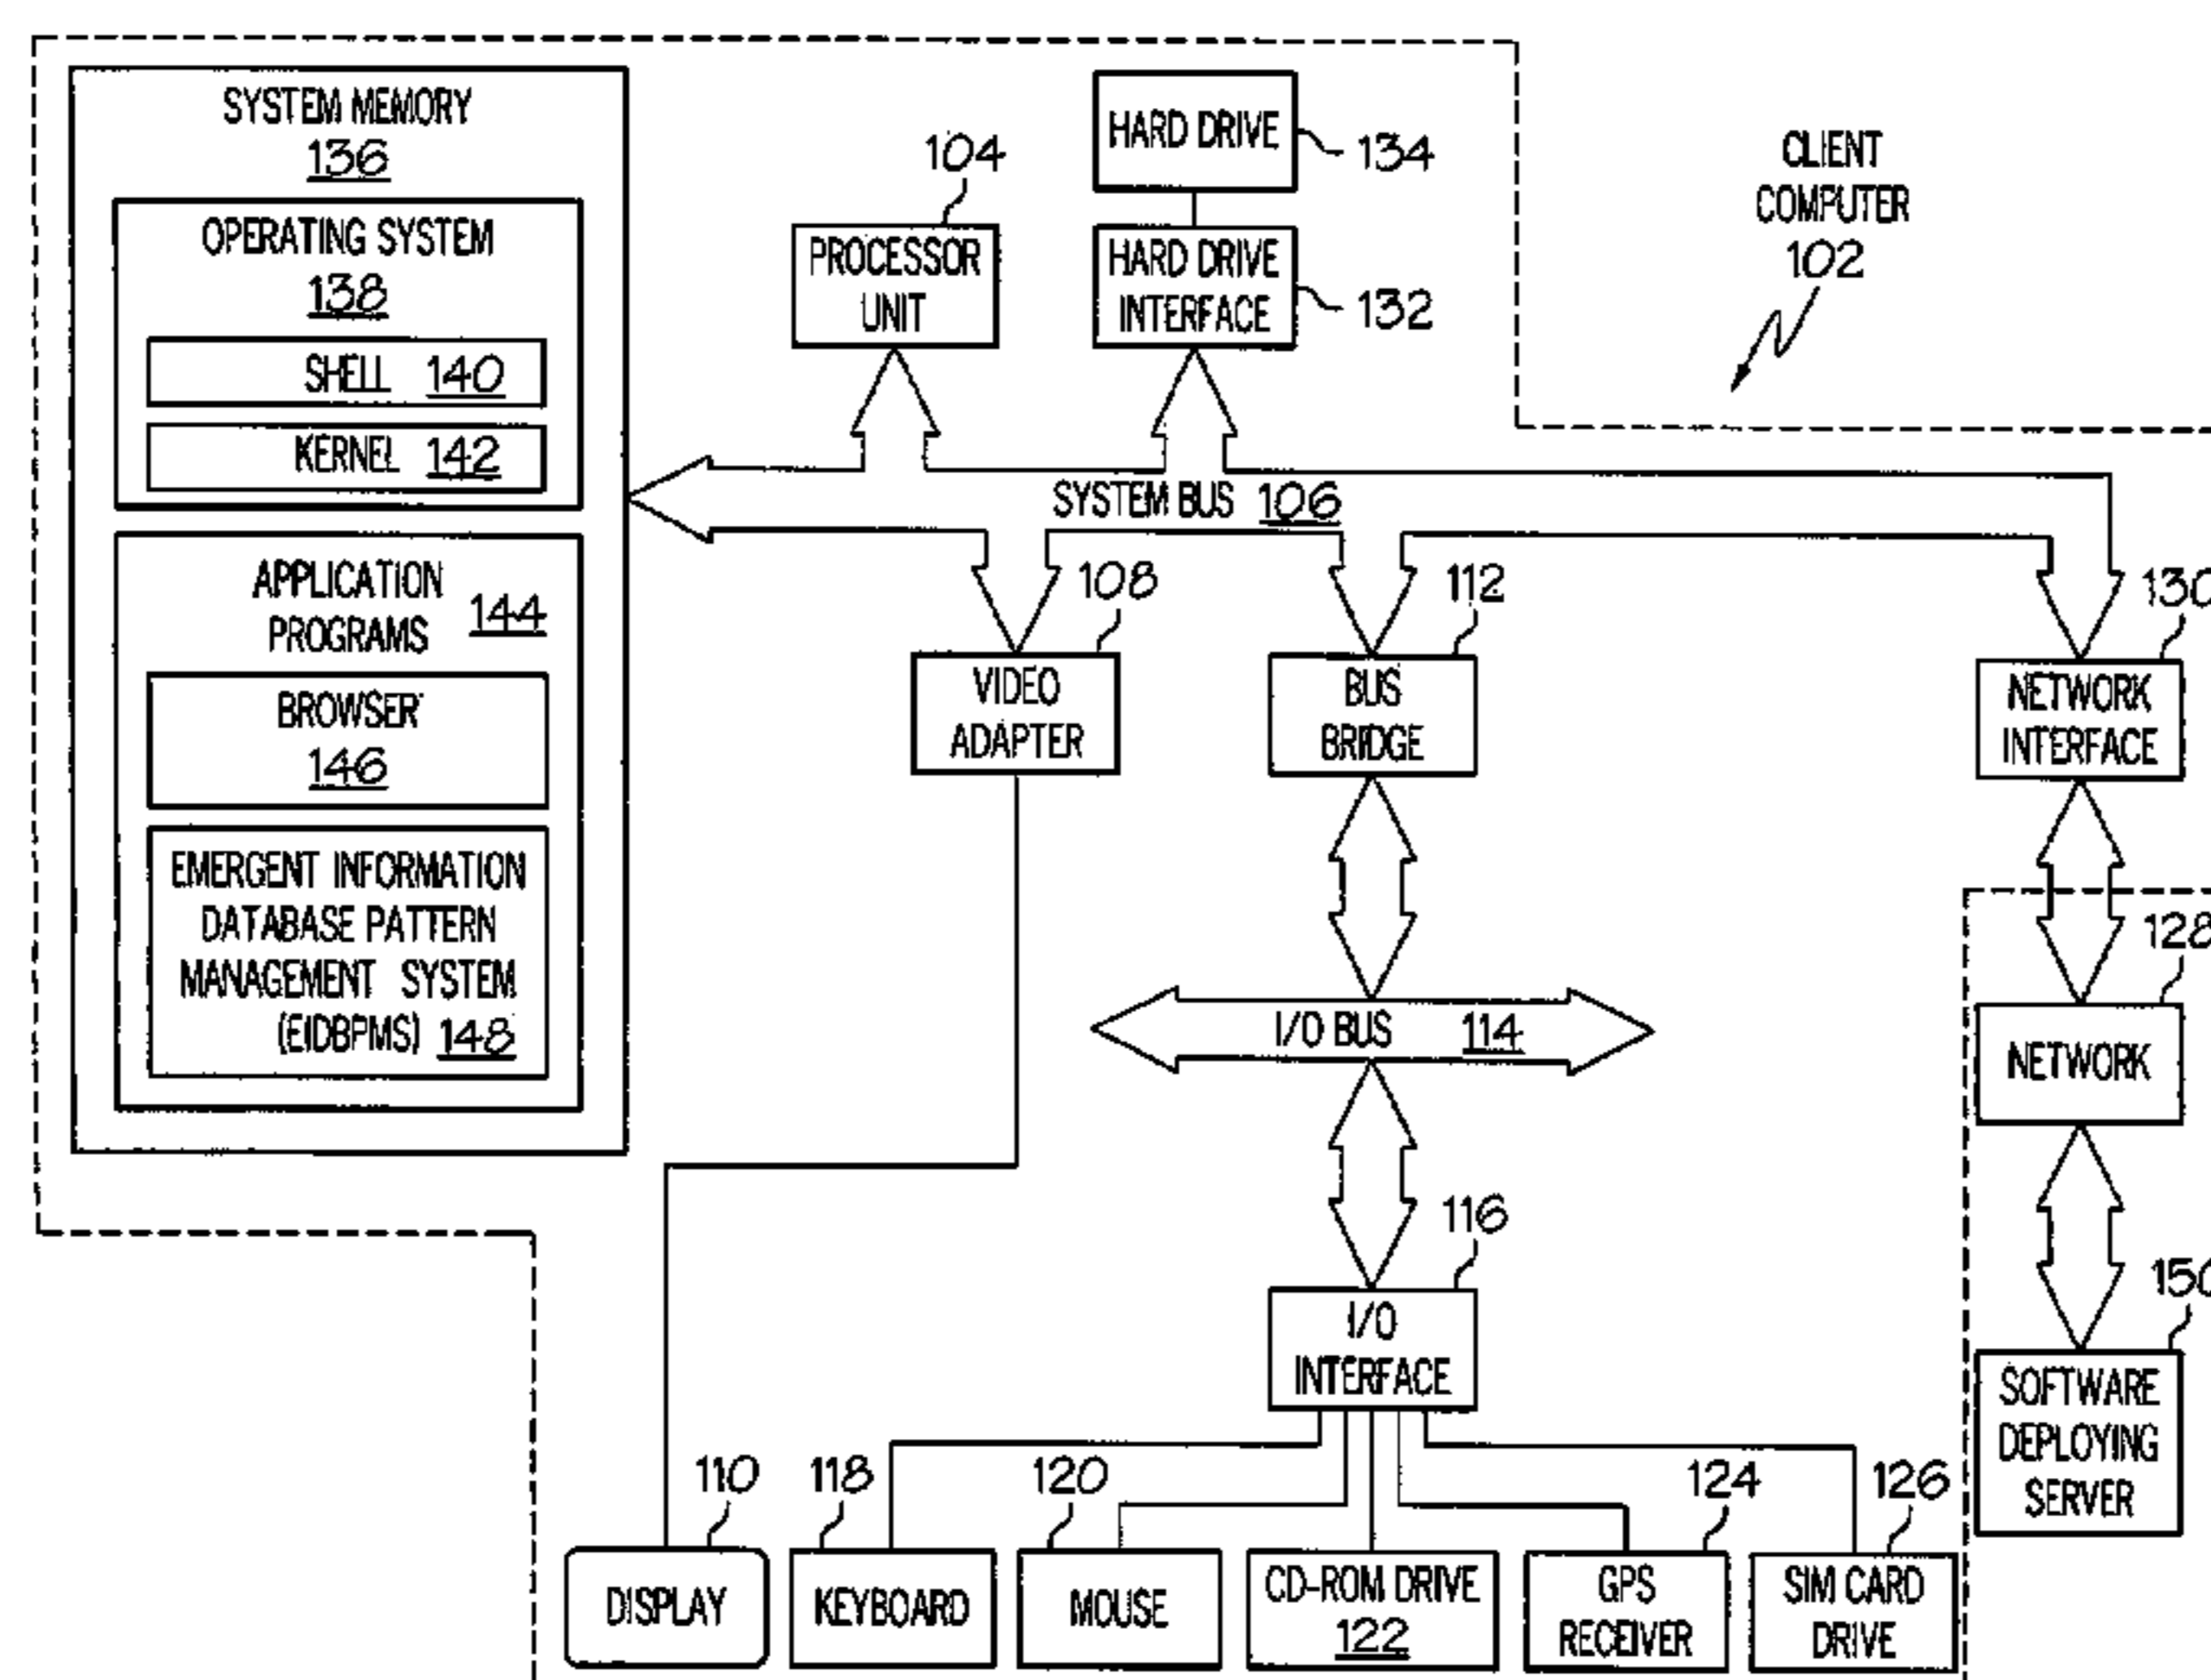 SYSTEM MEMORY
136
OPERATING SYSTEM
138
SHELL 140
KERNEL 142
APPLICATION
PROGRAMS 144
BROWSER
146
EMERGENT INFORMATION
DATABASE PATTERN
MANAGEMENT SYSTEM
(EIDBPMS) 148
104
PROCESSOR
UNIT
HARD DRIVE
134
HARD DRIVE
INTERFACE
132
CLIENT
COMPUTER
102
SYSTEM BUS 106
108
VIDEO
ADAPTER
112
BUS
BRIDGE
130
NETWORK
INTERFACE
I/O BUS 114
128
NETWORK
116
I/O
INTERFACE
150
SOFTWARE
DEPLOYING
SERVER
110
DISPLAY
118
KEYBOARD
120
MOUSE
CD-ROM DRIVE
122
124
GPS
RECEIVER
126
SIM CARD
DRIVE